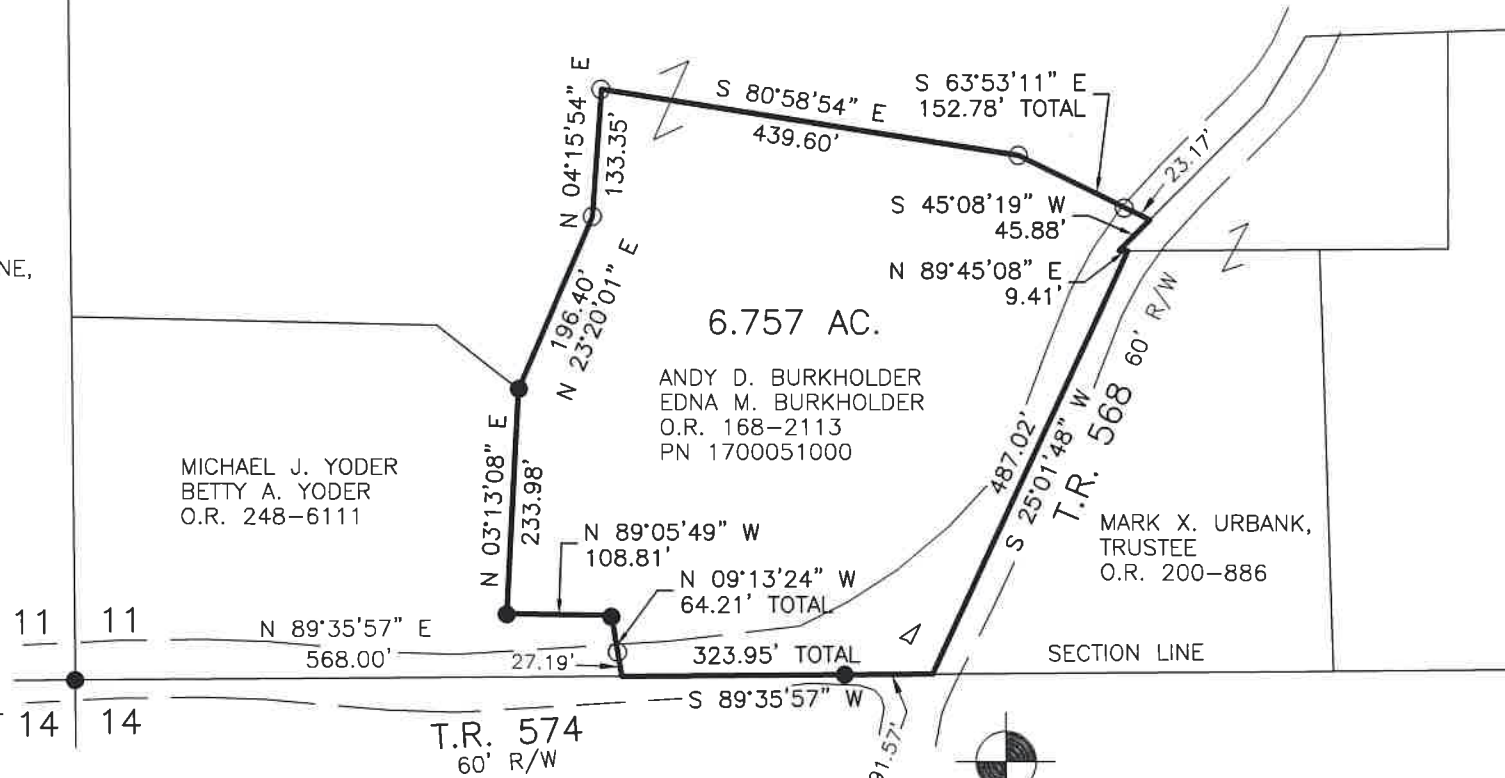 N 04°15'54" E
133.35'
S 80°58'54" E
439.60'
S 63°53'11" E
152.78' TOTAL
23.17'
S 45°08'19" W
45.88'
N 89°45'08" E
9.41'
NE,
196.40'
N 23°20'01" E
6.757 AC.
ANDY D. BURKHOLDER
EDNA M. BURKHOLDER
O.R. 168-2113
PN 1700051000
MICHAEL J. YODER
BETTY A. YODER
O.R. 248-6111
N 03°13'08" E
233.98'
487.02'
S 25°01'48" W
T.R. 568 60' R/W
MARK X. URBANK,
TRUSTEE
O.R. 200-886
N 89°05'49" W
108.81'
N 09°13'24" W
64.21' TOTAL
11 11
N 89°35'57" E
568.00'
27.19'
323.95' TOTAL
SECTION LINE
S 89°35'57" W
14 14
T.R. 574
60' R/W
91.57'